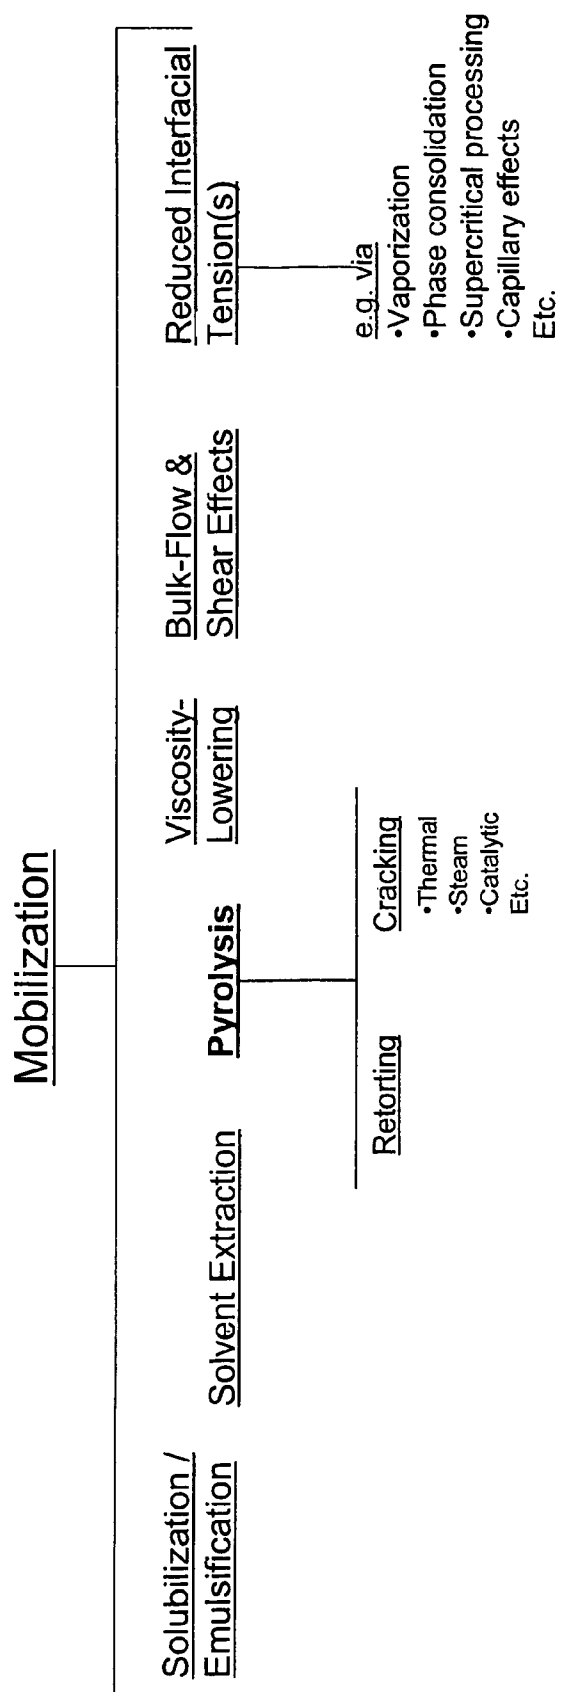 Mobilization
Solubilization /
Emulsification
Solvent Extraction
Pyrolysis
Retorting
Cracking
•Thermal
•Steam
•Catalytic
Etc.
Viscosity-
Lowering
Bulk-Flow &
Shear Effects
Reduced Interfacial
Tension(s)
e.g. via
•Vaporization
•Phase consolidation
•Supercritical processing
•Capillary effects
Etc.